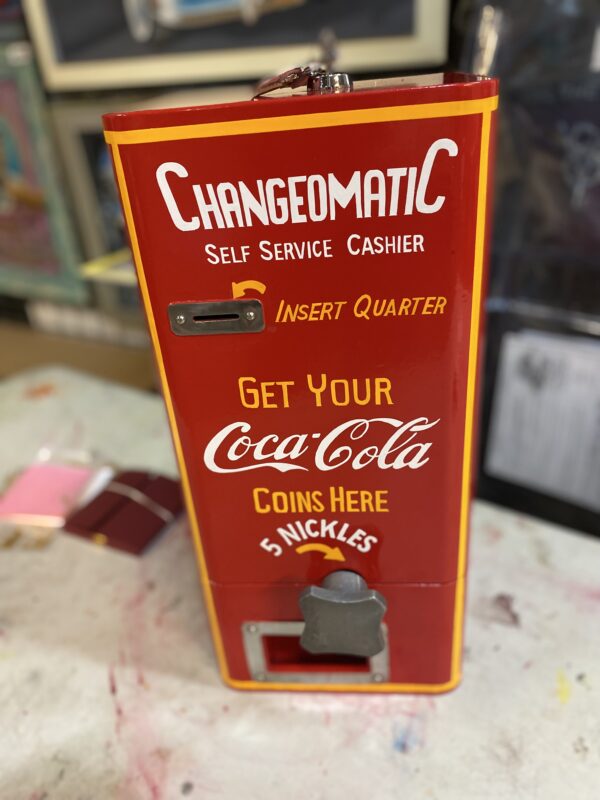 CHANGEOMATIC
SELF SERVICE CASHIER
INSERT QUARTER
GET YOUR
Coca-Cola
COINS HERE
5 NICKLES